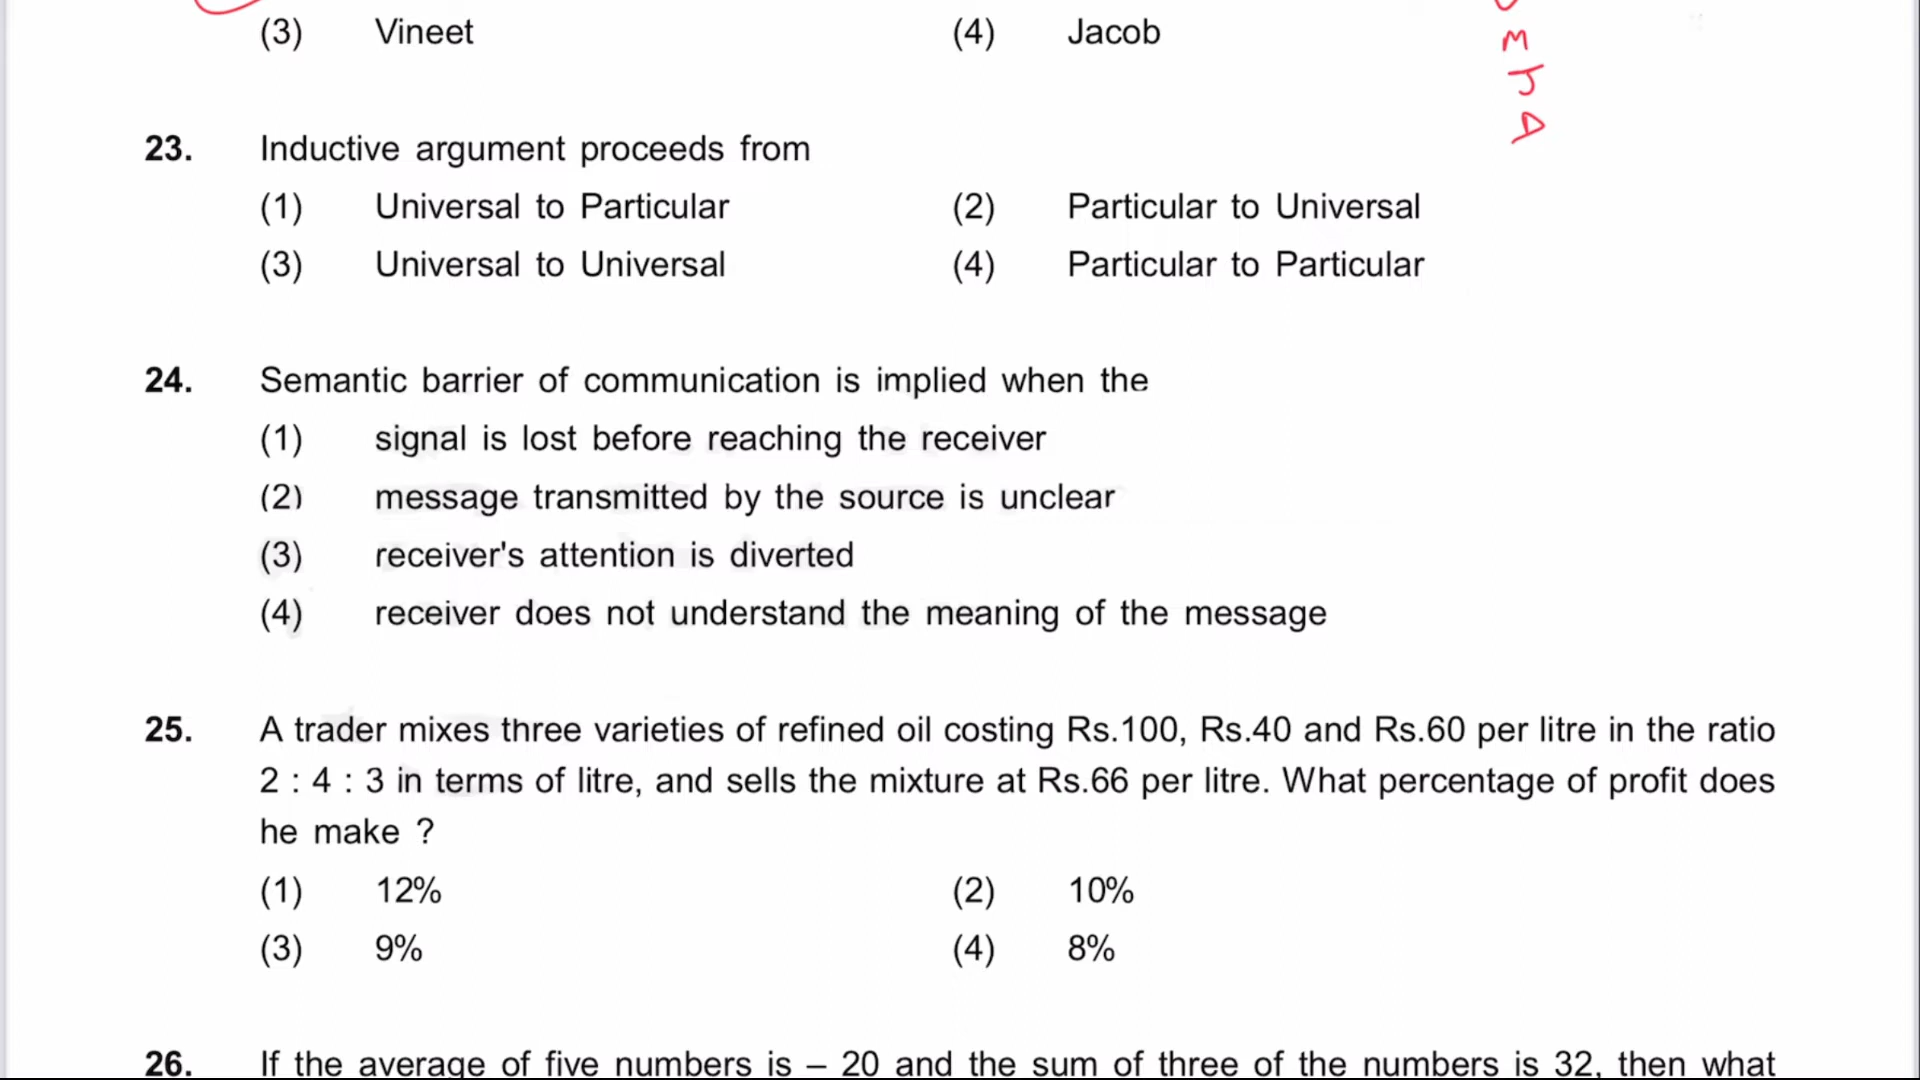 (3) Vineet (4) Jacob
M
J
A
23. Inductive argument proceeds from
(1) Universal to Particular (2) Particular to Universal
(3) Universal to Universal (4) Particular to Particular
24. Semantic barrier of communication is implied when the
(1) signal is lost before reaching the receiver
(2) message transmitted by the source is unclear
(3) receiver's attention is diverted
(4) receiver does not understand the meaning of the message
25. A trader mixes three varieties of refined oil costing Rs.100, Rs.40 and Rs.60 per litre in the ratio
2 : 4 : 3 in terms of litre, and sells the mixture at Rs.66 per litre. What percentage of profit does
he make ?
(1) 12% (2) 10%
(3) 9% (4) 8%
26. If the average of five numbers is – 20 and the sum of three of the numbers is 32, then what